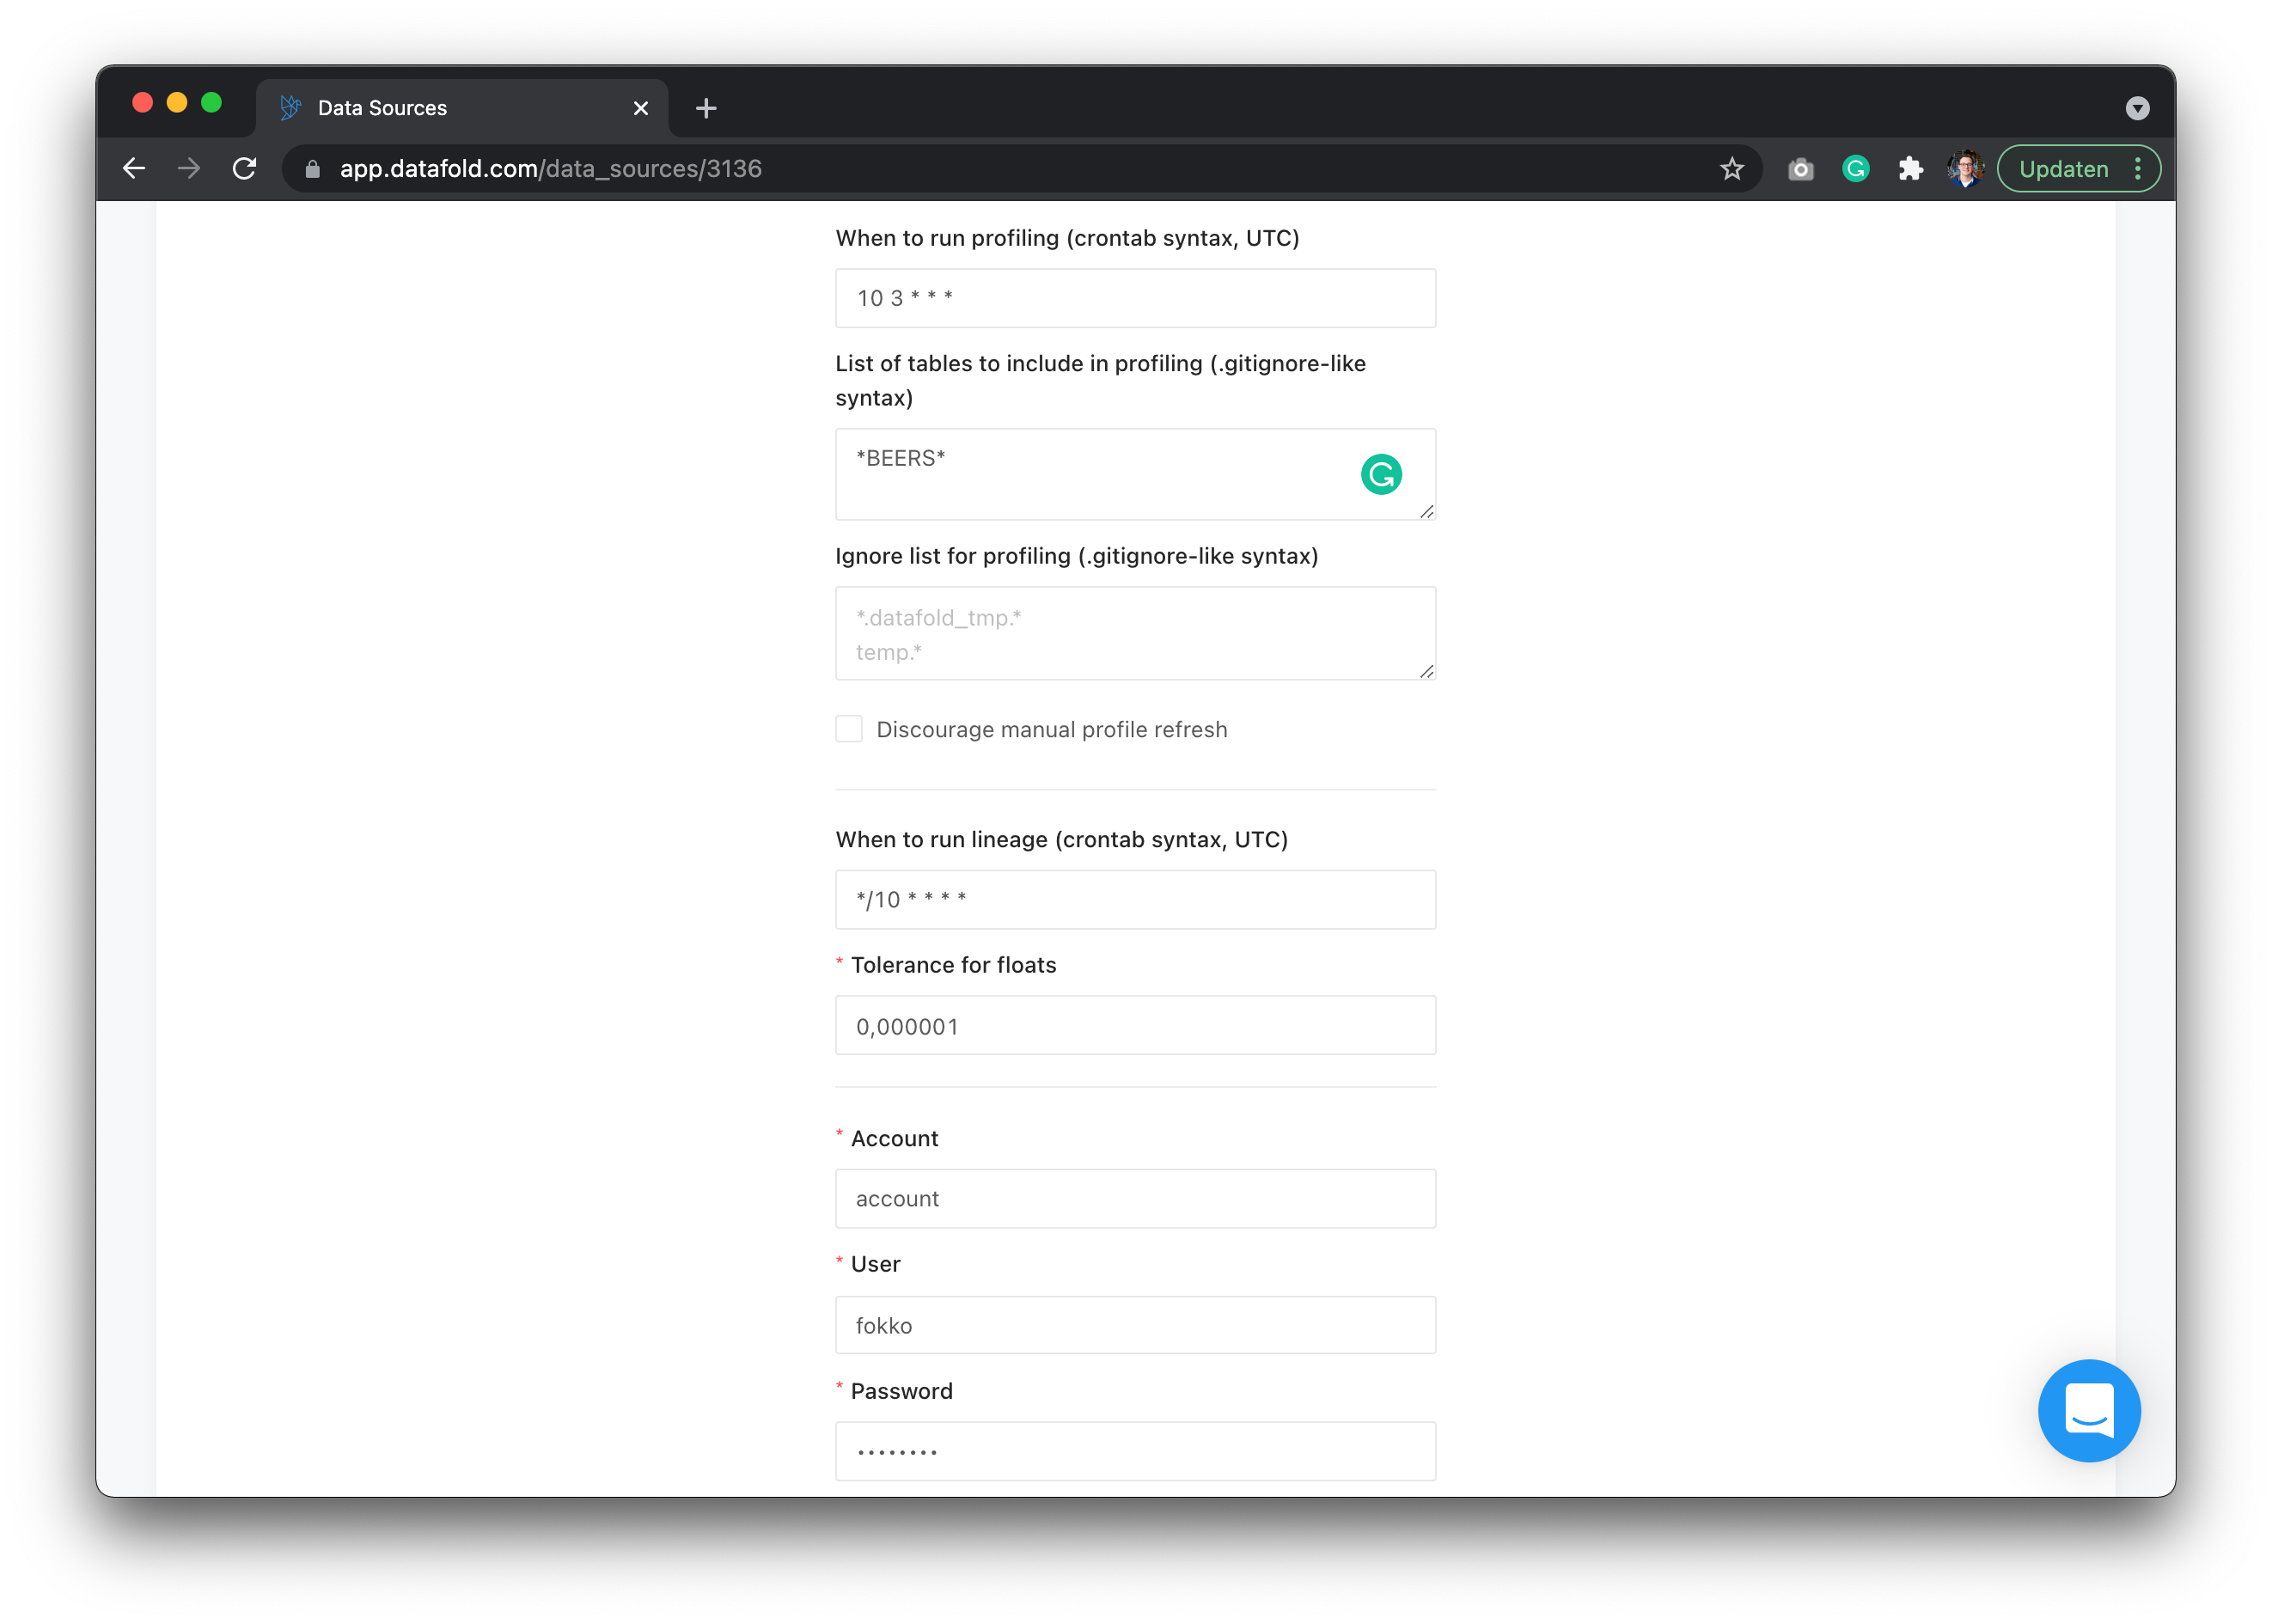 Data Sources
app.datafold.com/data_sources/3136
Updaten
When to run profiling (crontab syntax, UTC)
10 3 * * *
List of tables to include in profiling (.gitignore-like
syntax)
*BEERS*
Ignore list for profiling (.gitignore-like syntax)
*.datafold_tmp.*
temp.*
Discourage manual profile refresh
When to run lineage (crontab syntax, UTC)
*/10 * * * *
* Tolerance for floats
0,000001
* Account
account
* User
fokko
* Password
••••••••